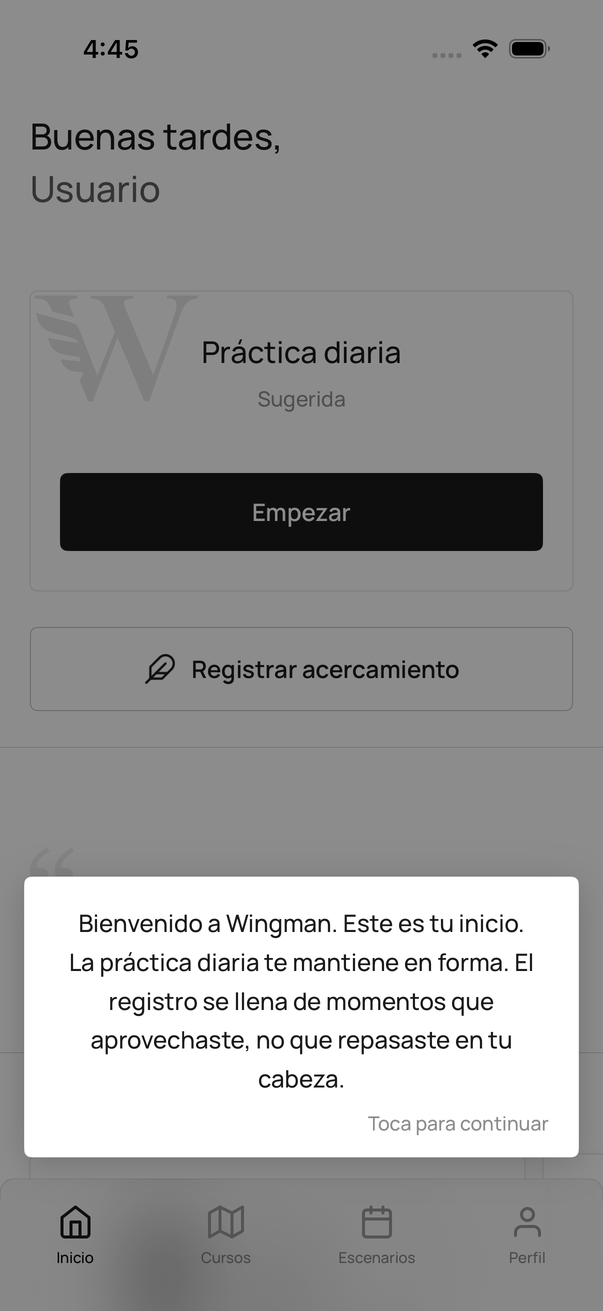 4:45
Buenas tardes,
Usuario
W
Práctica diaria
Sugerida
Empezar
Registrar acercamiento
“
Bienvenido a Wingman. Este es tu inicio.
La práctica diaria te mantiene en forma. El
registro se llena de momentos que
aprovechaste, no que repasaste en tu
cabeza.
Toca para continuar
Inicio
Cursos
Escenarios
Perfil